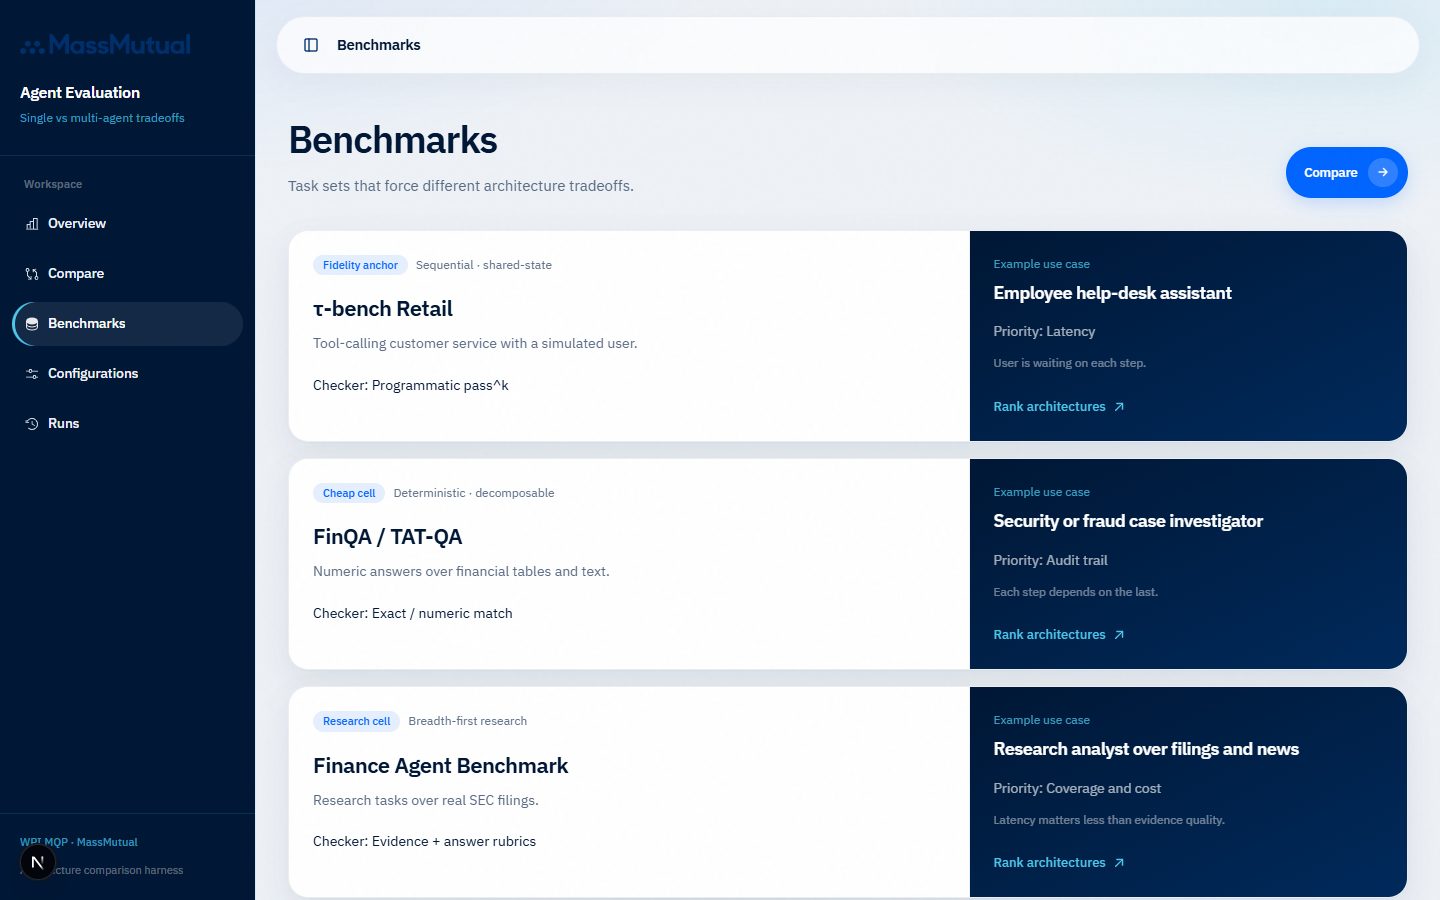 MassMutual
Agent Evaluation
Single vs multi-agent tradeoffs
Workspace
Overview
Compare
Benchmarks
Configurations
Runs
WPI MQP · MassMutual
cture comparison harness
Benchmarks
Benchmarks
Task sets that force different architecture tradeoffs.
Compare
Fidelity anchor Sequential · shared-state
τ-bench Retail
Tool-calling customer service with a simulated user.
Checker: Programmatic pass^k
Example use case
Employee help-desk assistant
Priority: Latency
User is waiting on each step.
Rank architectures
Cheap cell Deterministic · decomposable
FinQA / TAT-QA
Numeric answers over financial tables and text.
Checker: Exact / numeric match
Example use case
Security or fraud case investigator
Priority: Audit trail
Each step depends on the last.
Rank architectures
Research cell Breadth-first research
Finance Agent Benchmark
Research tasks over real SEC filings.
Checker: Evidence + answer rubrics
Example use case
Research analyst over filings and news
Priority: Coverage and cost
Latency matters less than evidence quality.
Rank architectures